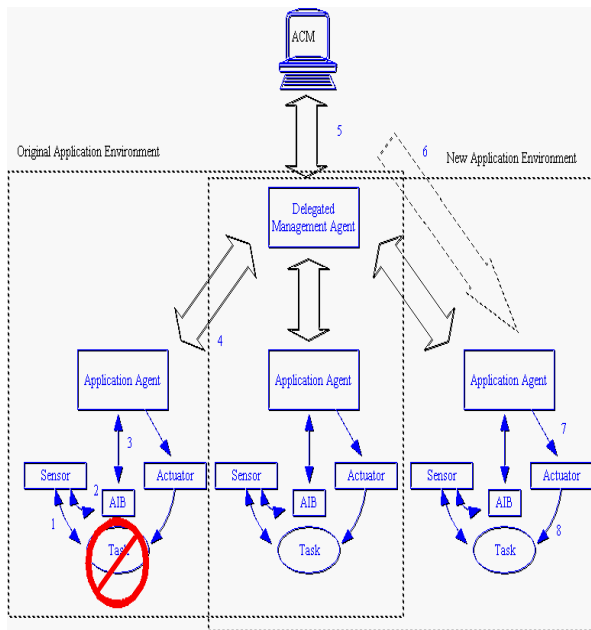 ACM
5
6
Original Application Environment
New Application Environment
Delegated
Management Agent
4
Application Agent
Application Agent
Application Agent
3
7
Sensor
Actuator
Sensor
Actuator
Sensor
Actuator
2
AIB
AIB
AIB
1
8
Task
Task
Task